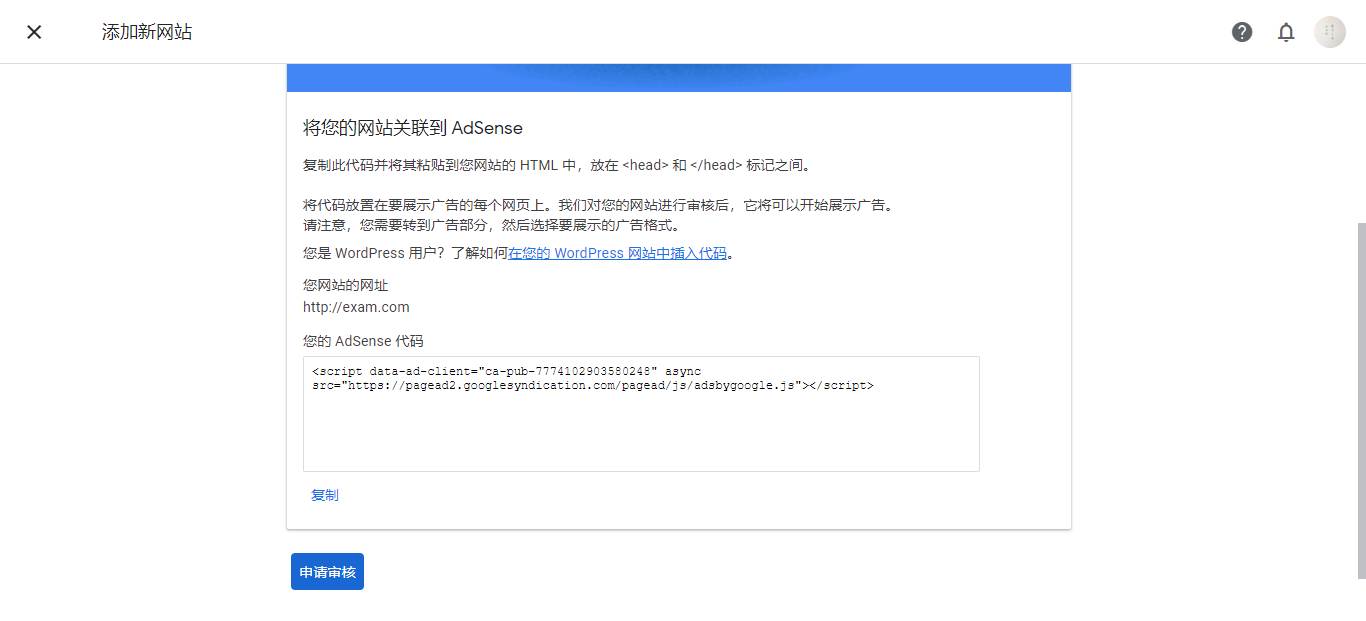 添加新网站
将您的网站关联到 AdSense
复制此代码并将其粘贴到您网站的 HTML 中，放在 <head> 和 </head> 标记之间。
将代码放置在要展示广告的每个网页上。我们对您的网站进行审核后，它将可以开始展示广告。
请注意，您需要转到广告部分，然后选择要展示的广告格式。
您是 WordPress 用户？了解如何在您的 WordPress 网站中插入代码。
您网站的网址
http://exam.com
您的 AdSense 代码
<script data-ad-client="ca-pub-7774102903580248" async
src="https://pagead2.googlesyndication.com/pagead/js/adsbygoogle.js"></script>
复制
申请审核